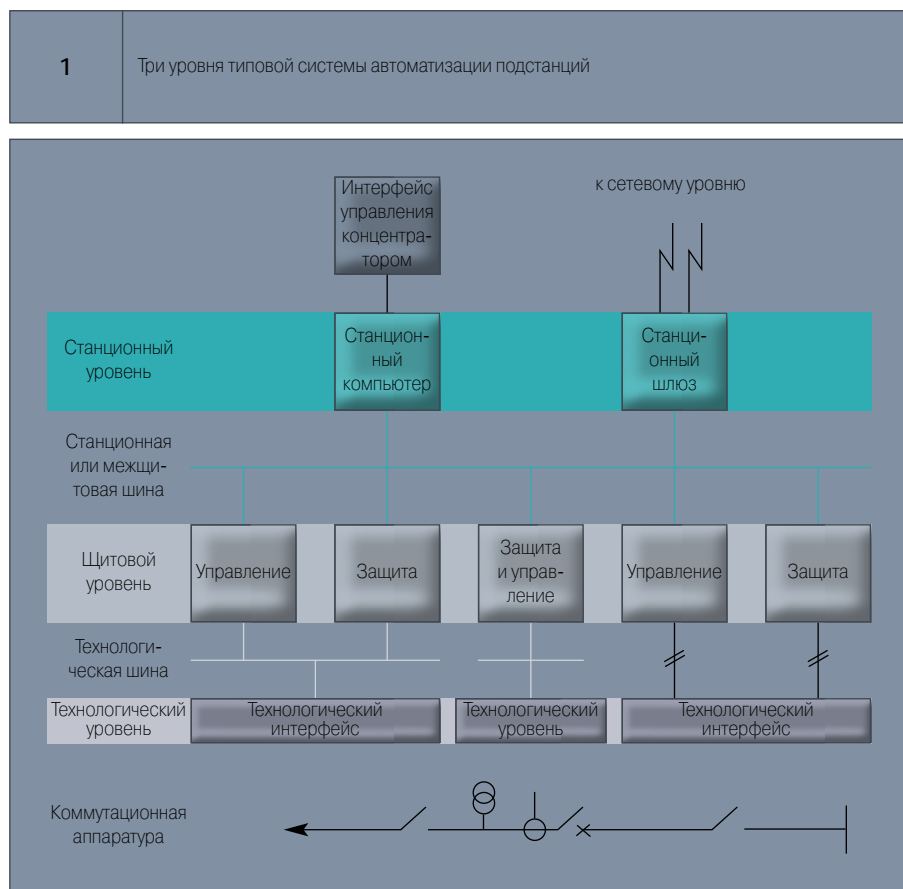 1
Три уровня типовой системы автоматизации подстанций
Интерфейс
управления
концентра-
тором
к сетевому уровню
Станционный
уровень
Станцион-
ный
компьютер
Станци-
онный
шлюз
Станционная
или межщи-
товая шина
Щитовой
уровень
Управление
Защита
Защита
и управ-
ление
Управление
Защита
Технологи-
ческая шина
Технологический
уровень
Технологический
интерфейс
Технологический
уровень
Технологический
интерфейс
Коммутационная
аппаратура